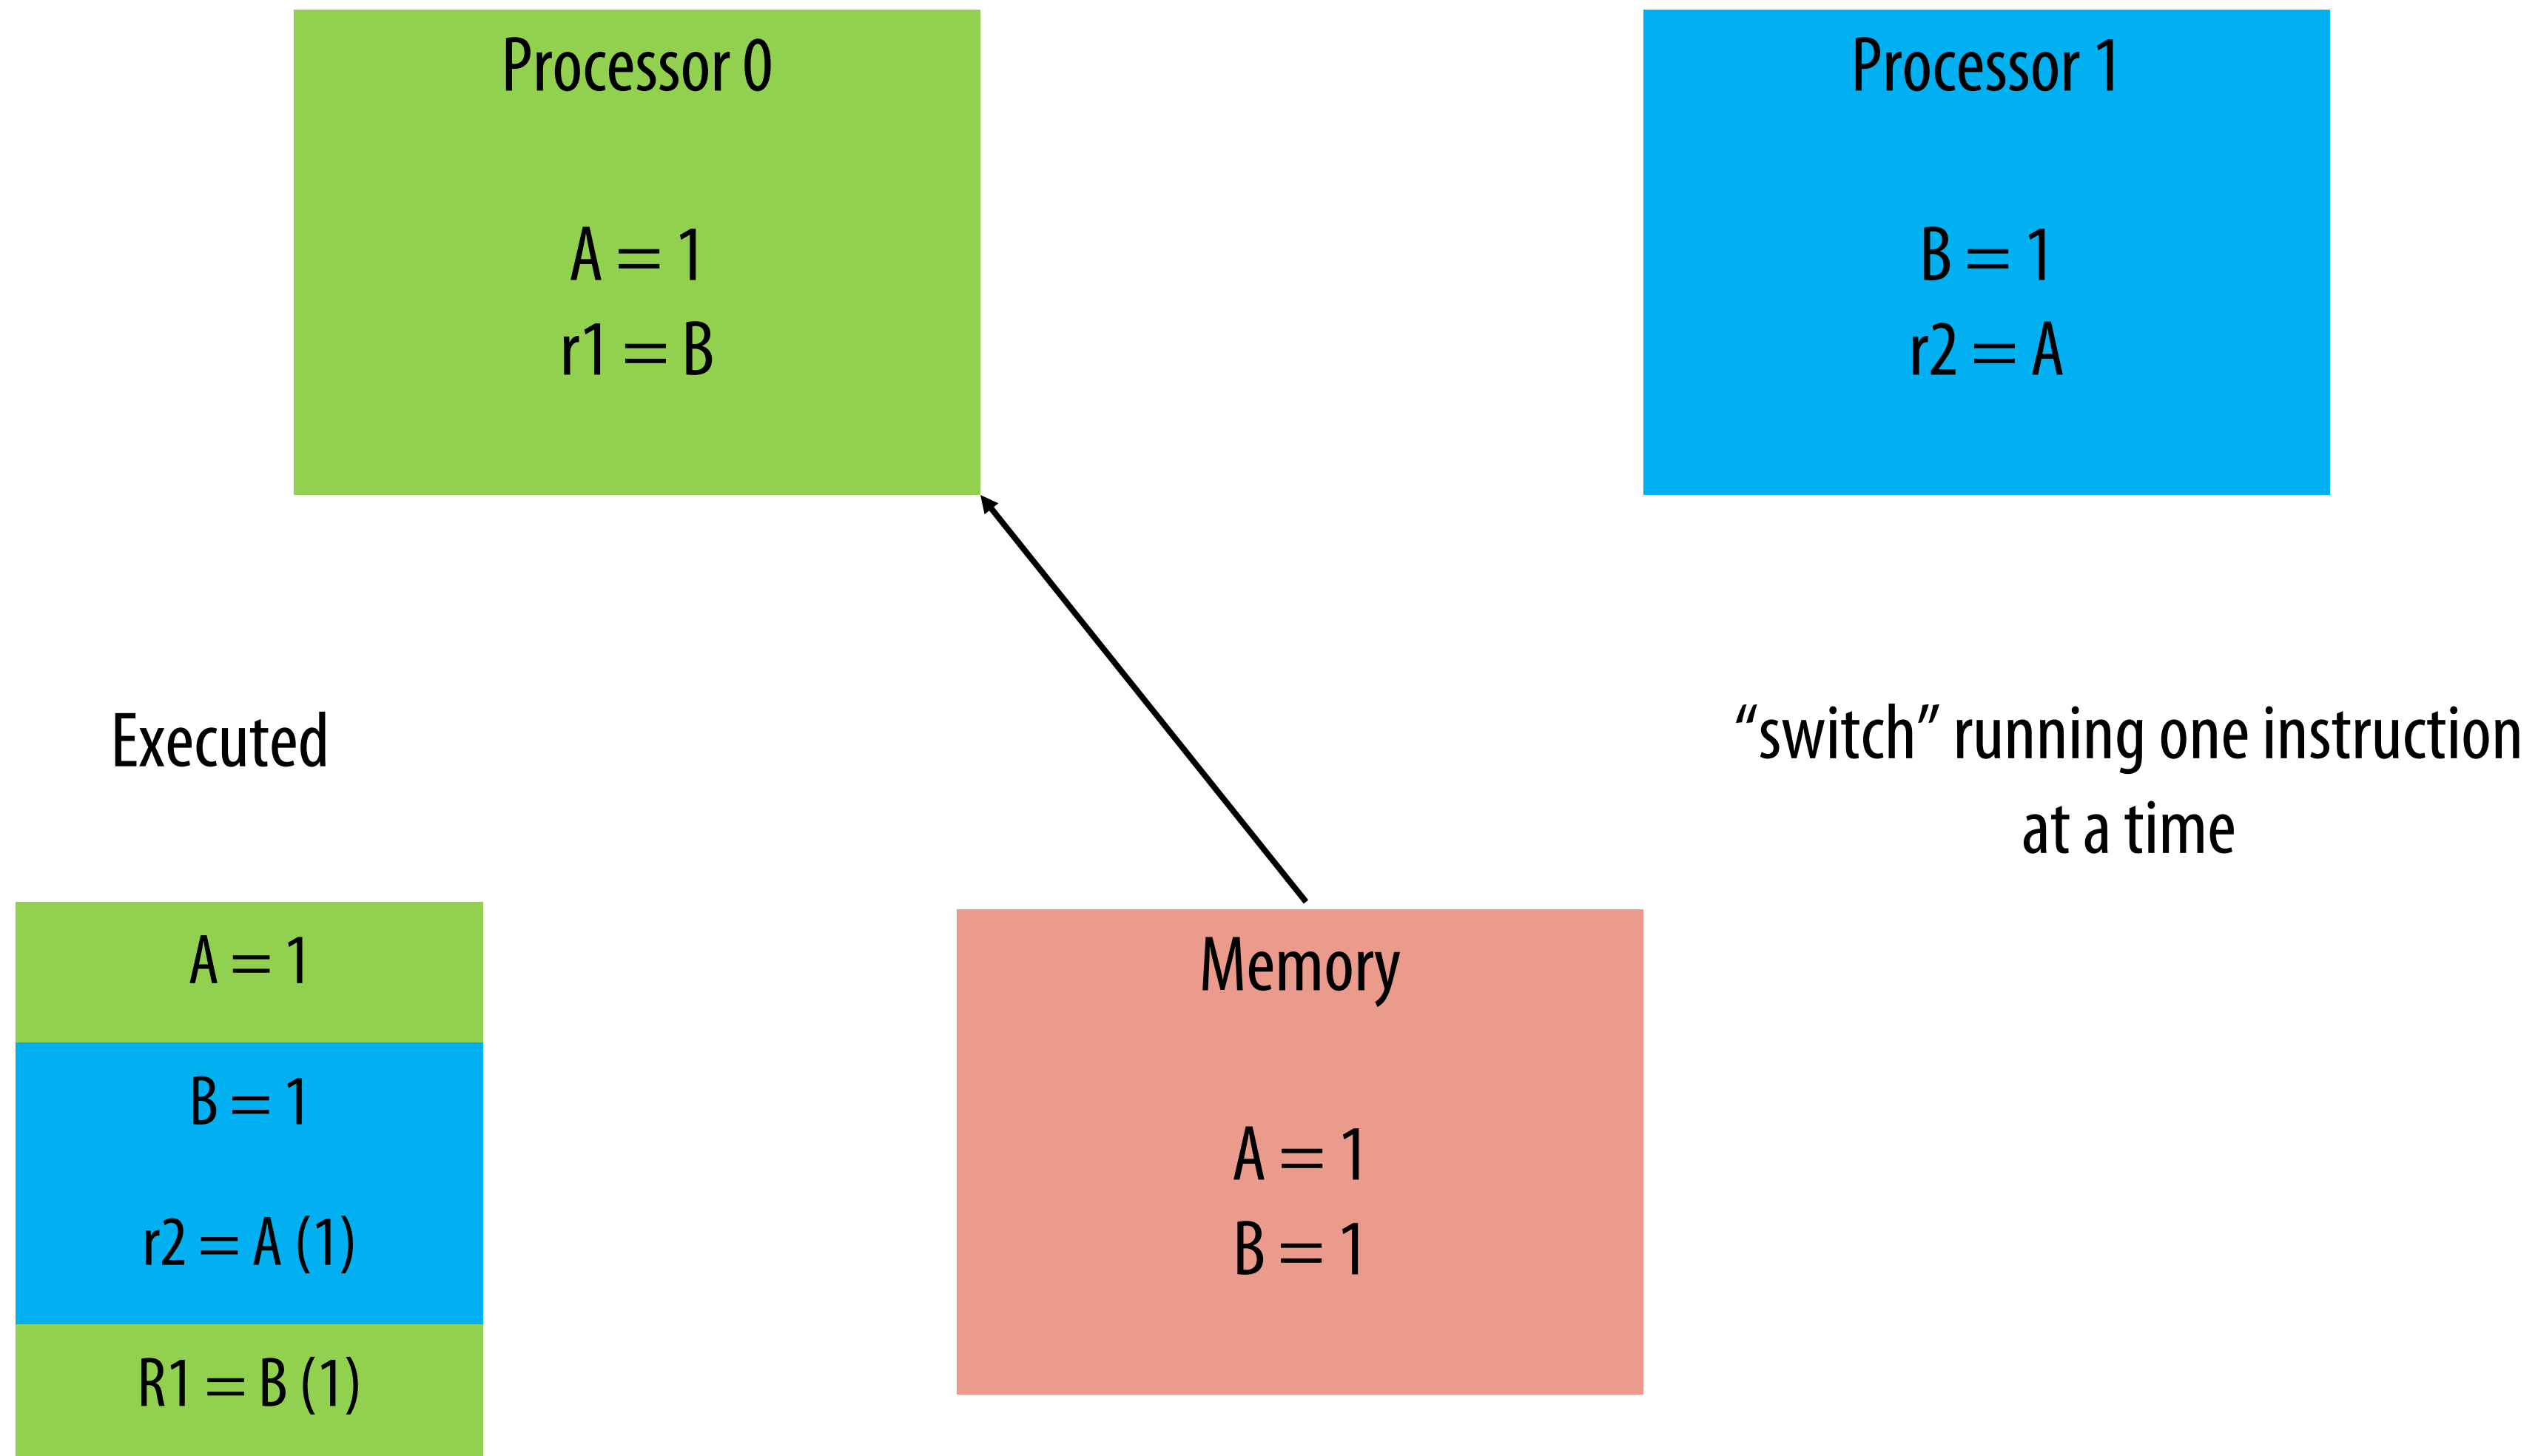 Processor 0
A = 1
r1 = B
Processor 1
B = 1
r2 = A
Executed
“switch” running one instruction
at a time
A = 1
B = 1
r2 = A (1)
R1 = B (1)
Memory
A = 1
B = 1